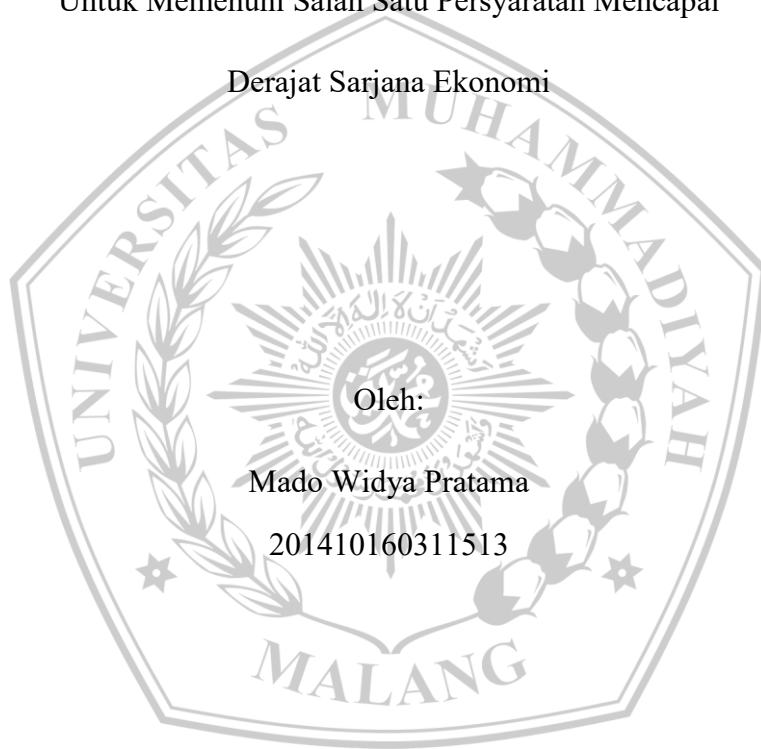 Untuk Memenuhi Salah Satu Persyaratan Mencapai
Derajat Sarjana Ekonomi
UNIVERSITAS MUHAMMADIYAH
Oleh:
Mado Widya Pratama
201410160311513
MALANG